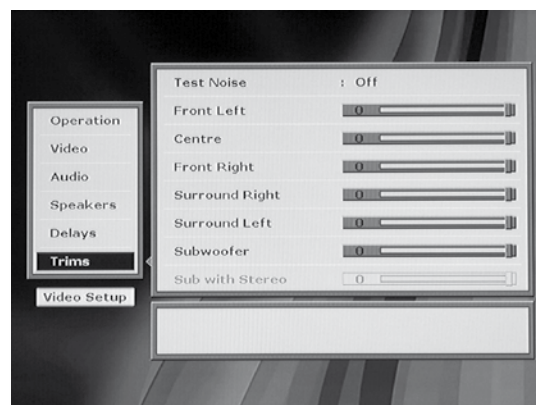 Operation
Video
Audio
Speakers
Delays
Trims
Video Setup
Test Noise : Off
Front Left 0
Centre 0
Front Right 0
Surround Right 0
Surround Left 0
Subwoofer 0
Sub with Stereo 0